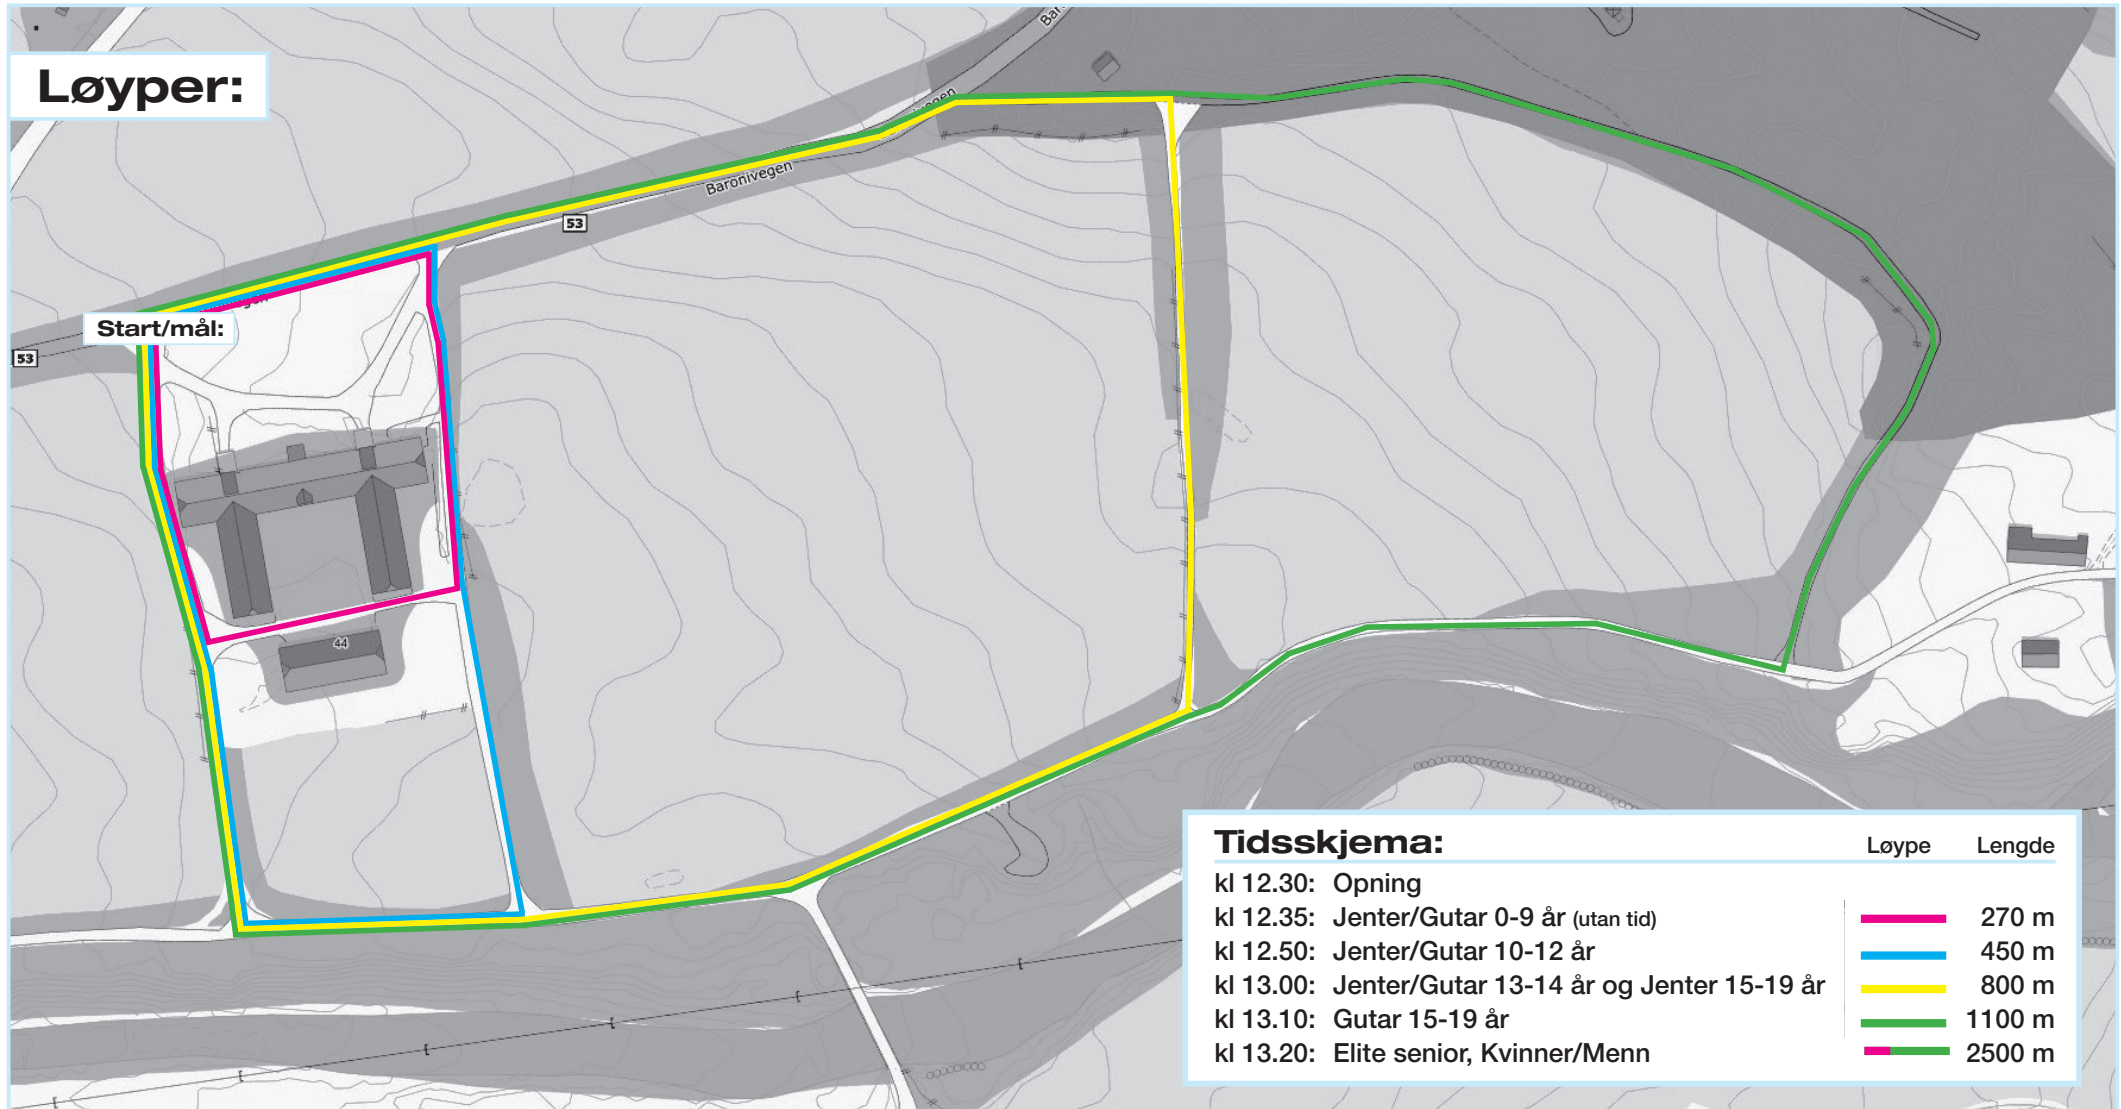 Løyper:
Baronivegen
53
Start/mål:
53
44
Tidsskjema:
Løype Lengde
kl 12.30: Opning
kl 12.35: Jenter/Gutar 0-9 år (utan tid) 270 m
kl 12.50: Jenter/Gutar 10-12 år 450 m
kl 13.00: Jenter/Gutar 13-14 år og Jenter 15-19 år 800 m
kl 13.10: Gutar 15-19 år 1100 m
kl 13.20: Elite senior, Kvinner/Menn 2500 m